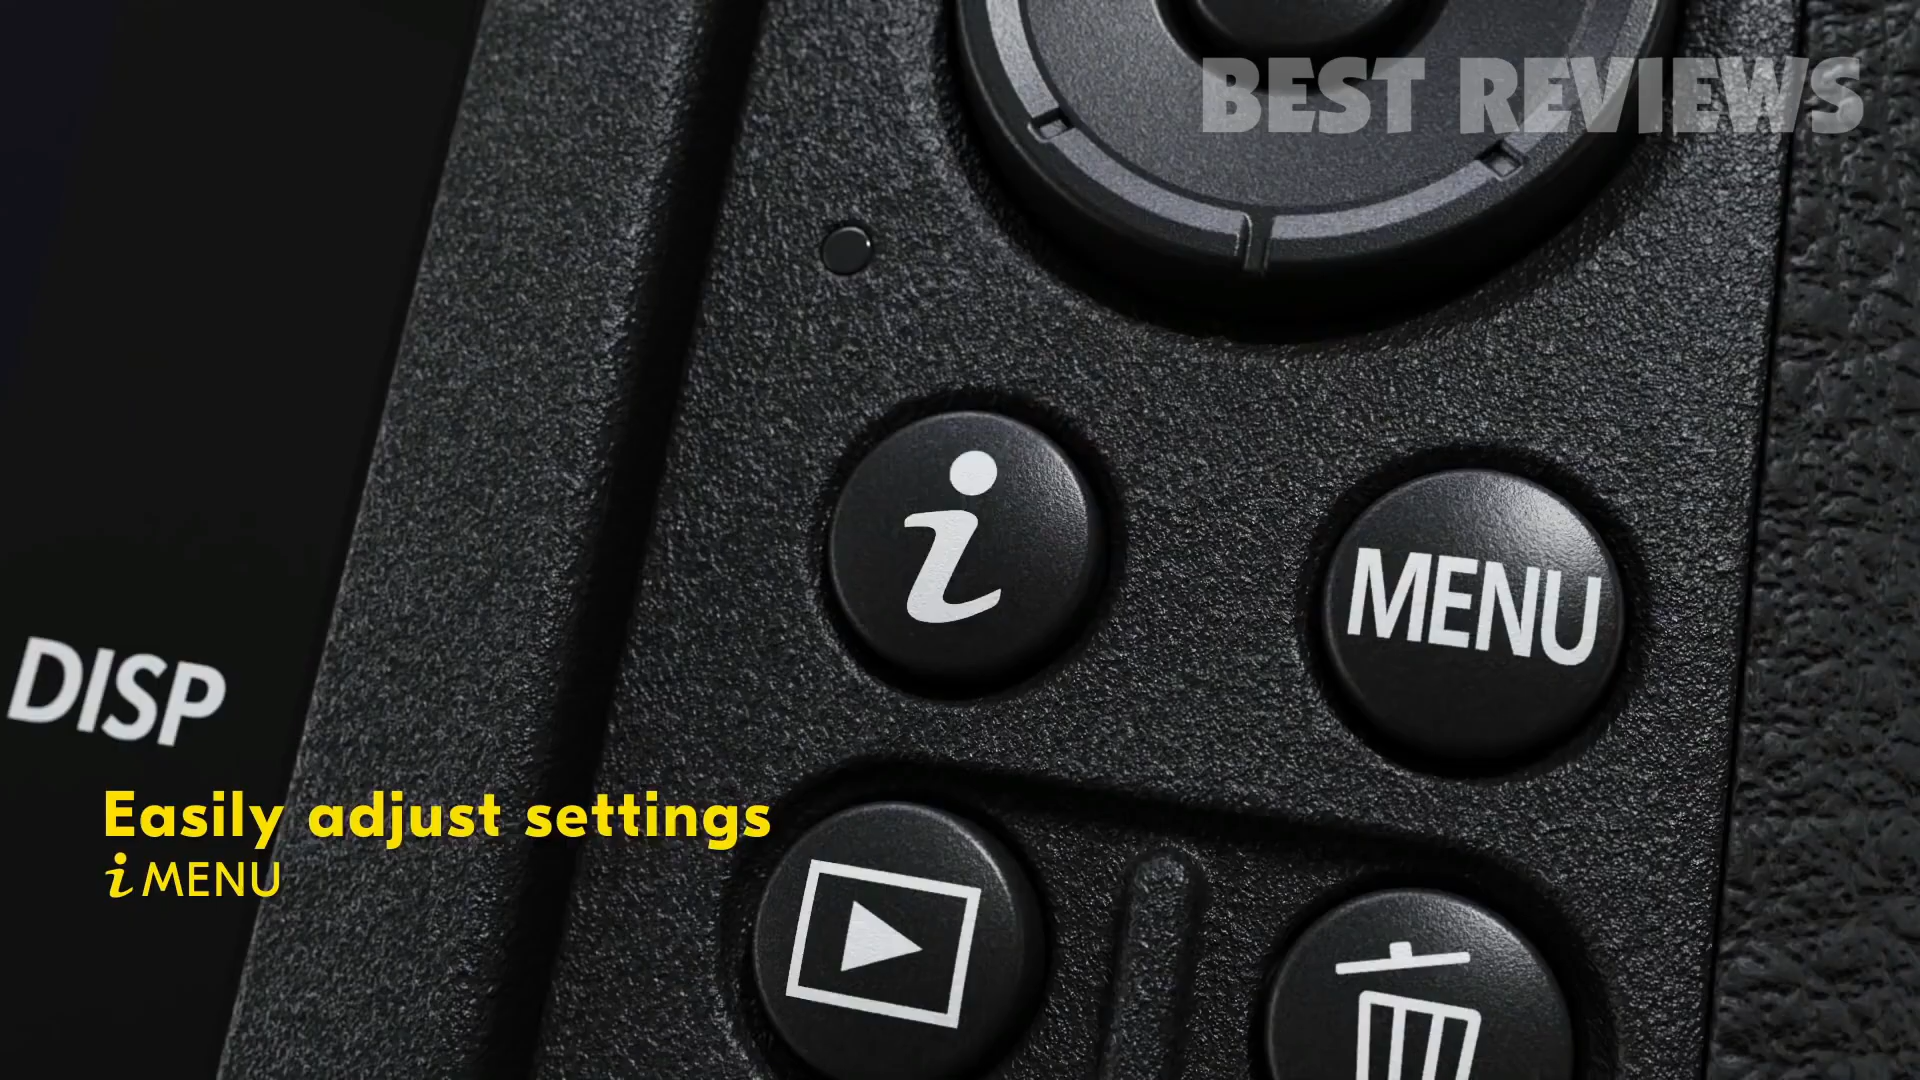 BEST REVIEWS
i
MENU
DISP
Easily adjust settings
i MENU